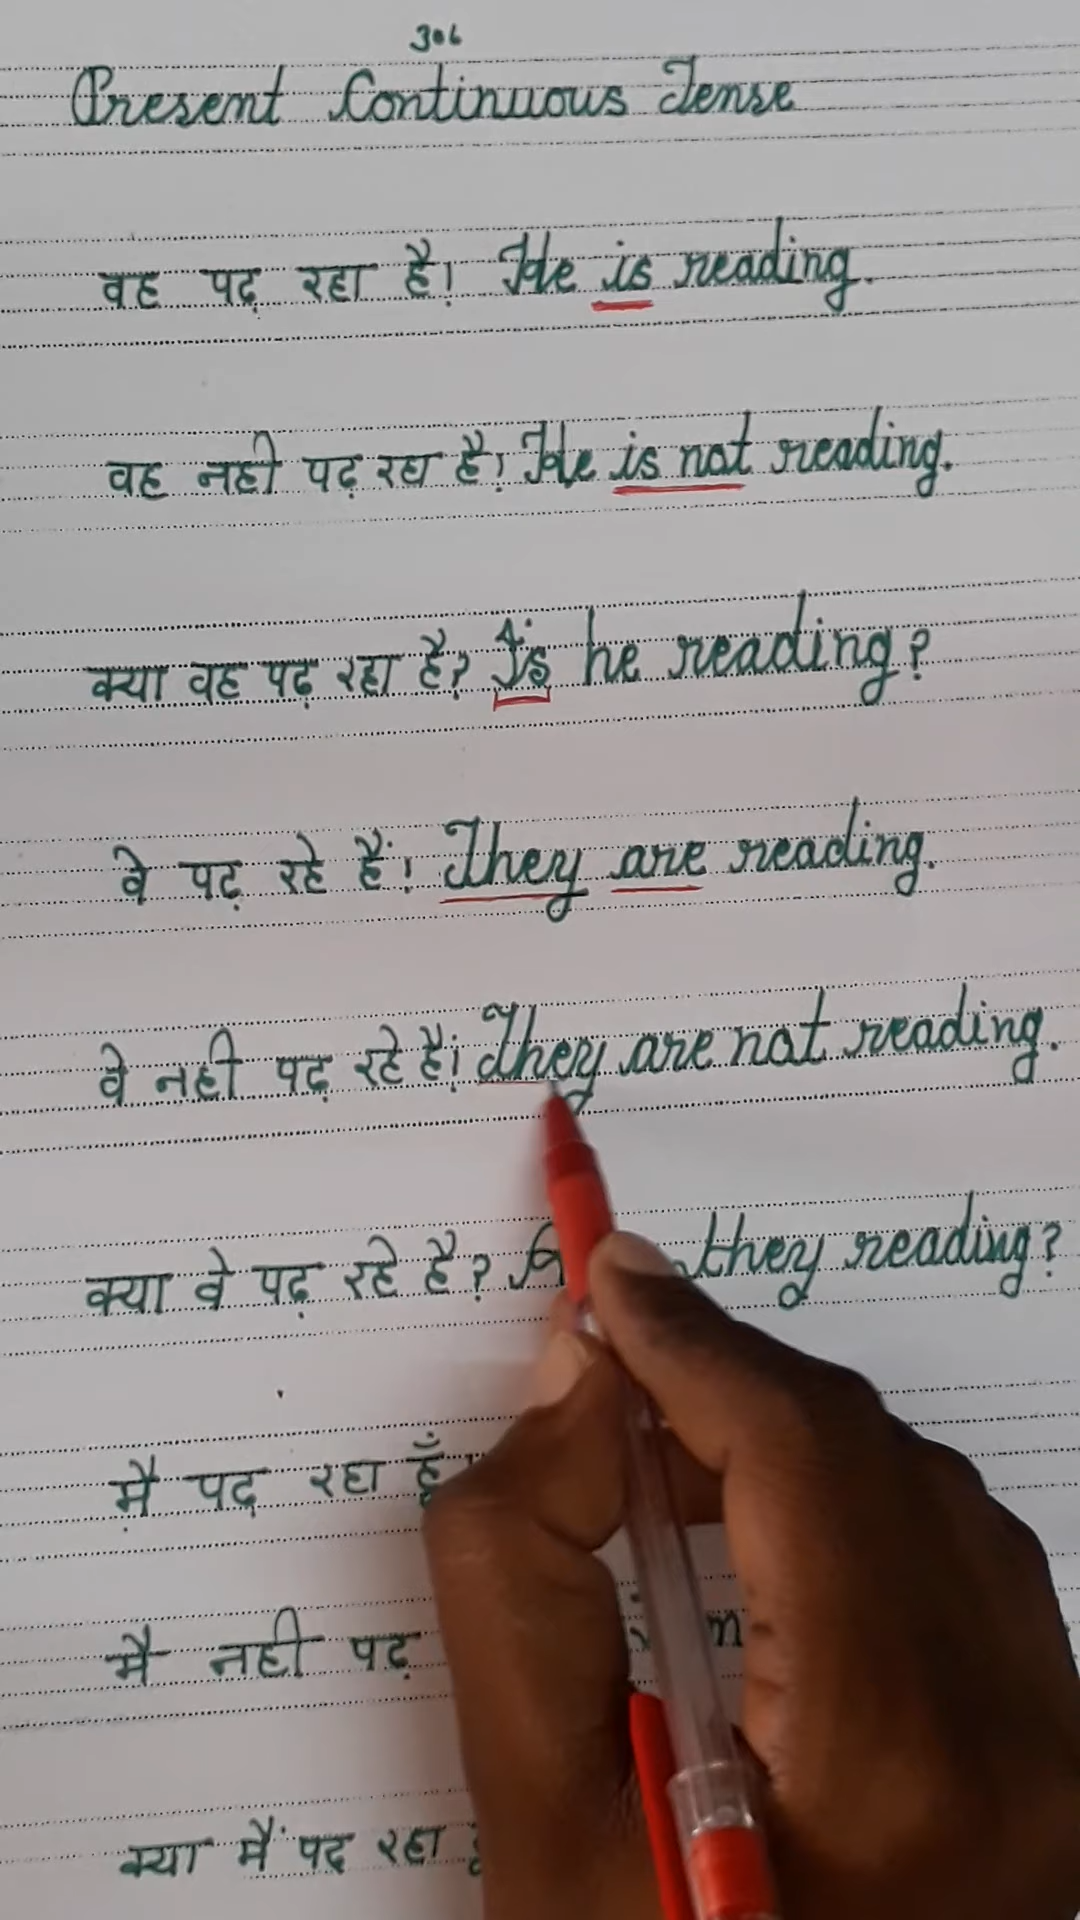 306
Present Continuous Tense
वह पढ़ रहा है। He is reading.
वह नही पढ़ रहा है। He is not reading.
क्या वह पढ़ रहा है? Is he reading?
वे पढ़ रहे हैं। They are reading.
वे नही पढ़ रहे हैं। They are not reading.
क्या वे पढ़ रहे है? they reading?
मै पढ़ रहा हूँ
मै नही पढ़
क्या मैं पढ़ रहा